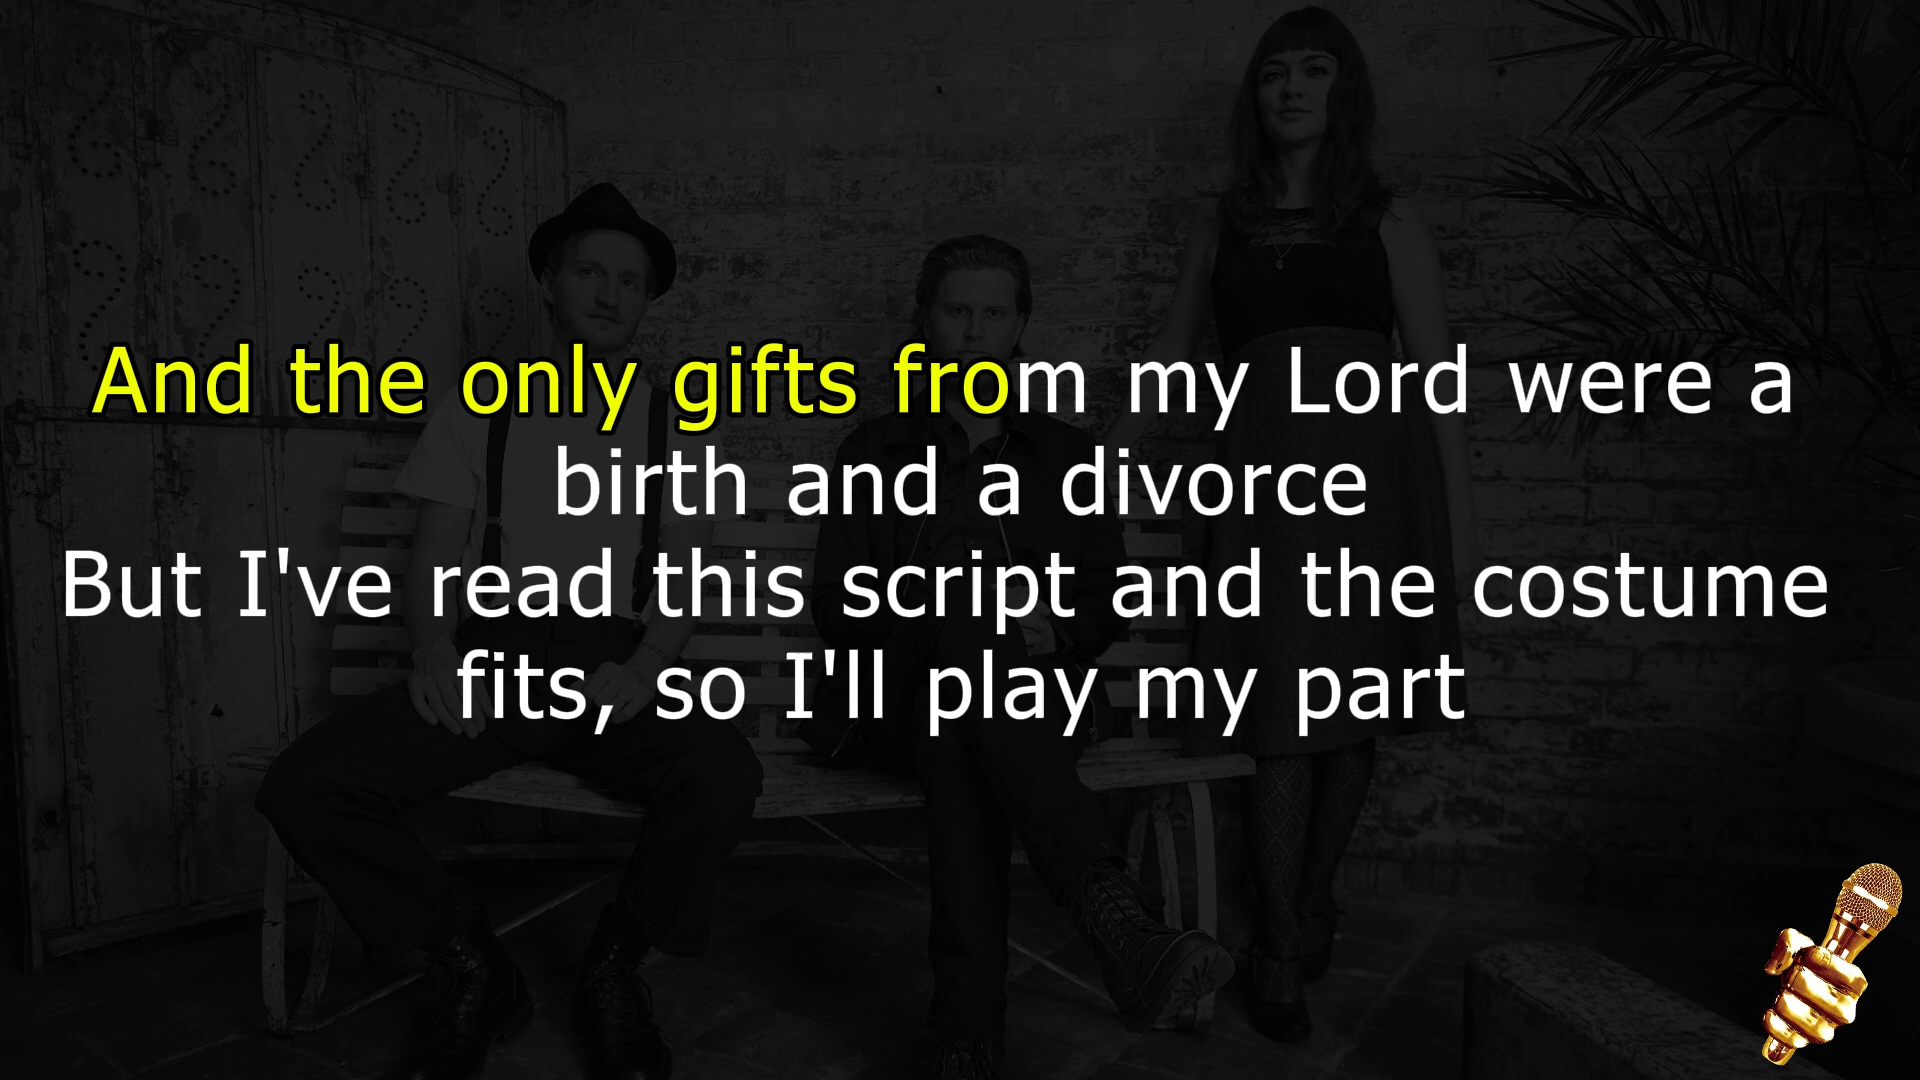 And the only gifts from my Lord were a
birth and a divorce
But I've read this script and the costume
fits, so I'll play my part